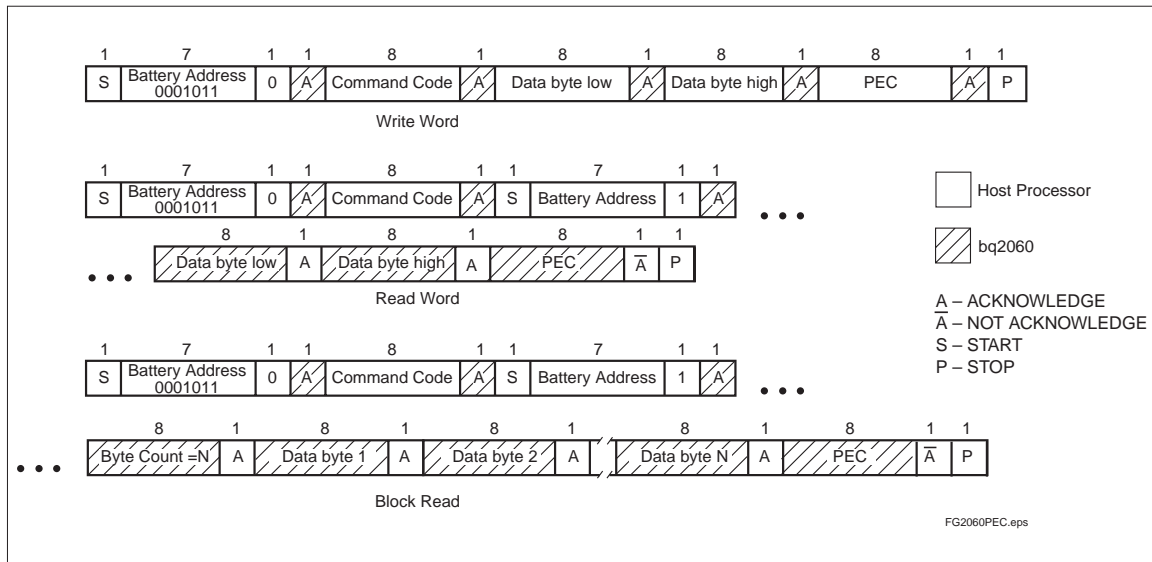 1 7 1 1 8 1 8 1 8 1 8 1 1
S Battery Address 0001011 0 A Command Code A Data byte low A Data byte high A PEC A P
Write Word
1 7 1 1 8 1 1 7 1 1
S Battery Address 0001011 0 A Command Code A S Battery Address 1 A
8 1 8 1 8 1 1
Data byte low A Data byte high A PEC A̅ P
Read Word
1 7 1 1 8 1 1 7 1 1
S Battery Address 0001011 0 A Command Code A S Battery Address 1 A
8 1 8 1 8 1 8 1 8 1 1
Byte Count =N A Data byte 1 A Data byte 2 A Data byte N A PEC A̅ P
Block Read
Host Processor
bq2060
A – ACKNOWLEDGE
A̅ – NOT ACKNOWLEDGE
S – START
P – STOP
FG2060PEC.eps